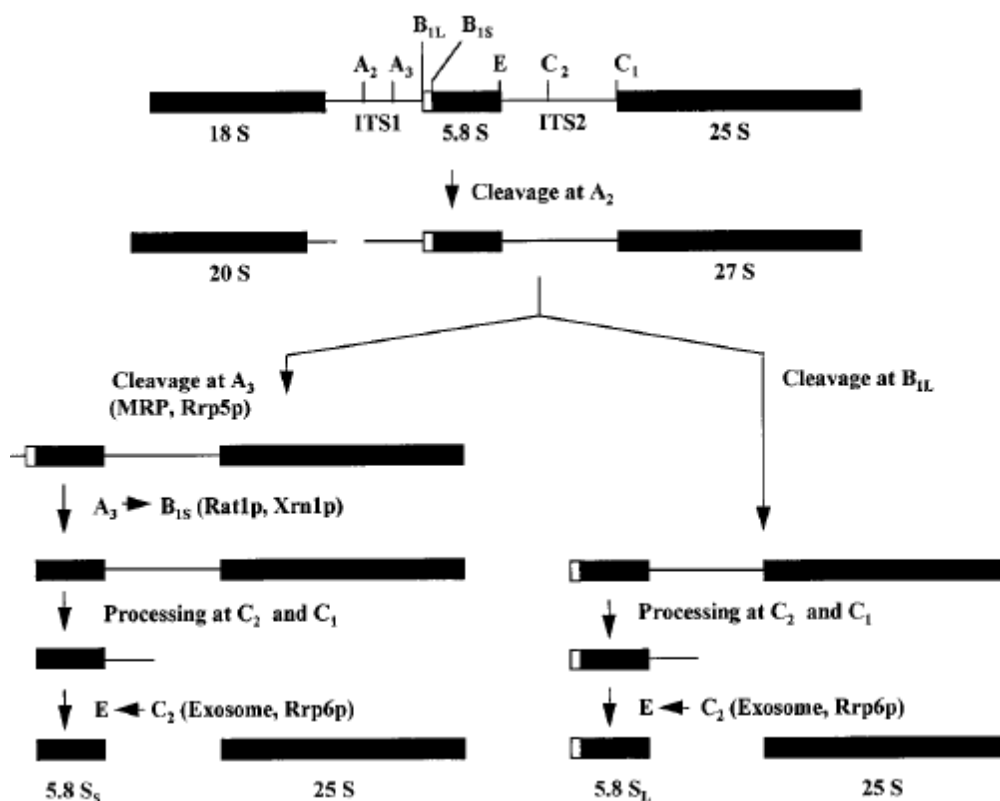 B1L B1S
A2 A3 E C2 C1
ITS1 ITS2
18 S 5.8 S 25 S
Cleavage at A2
20 S 27 S
Cleavage at A3
(MRP, Rrp5p)
Cleavage at B1L
A3 → B1S (Rat1p, Xrn1p)
Processing at C2 and C1
Processing at C2 and C1
E ← C2 (Exosome, Rrp6p)
E ← C2 (Exosome, Rrp6p)
5.8 SS 25 S
5.8 SL 25 S